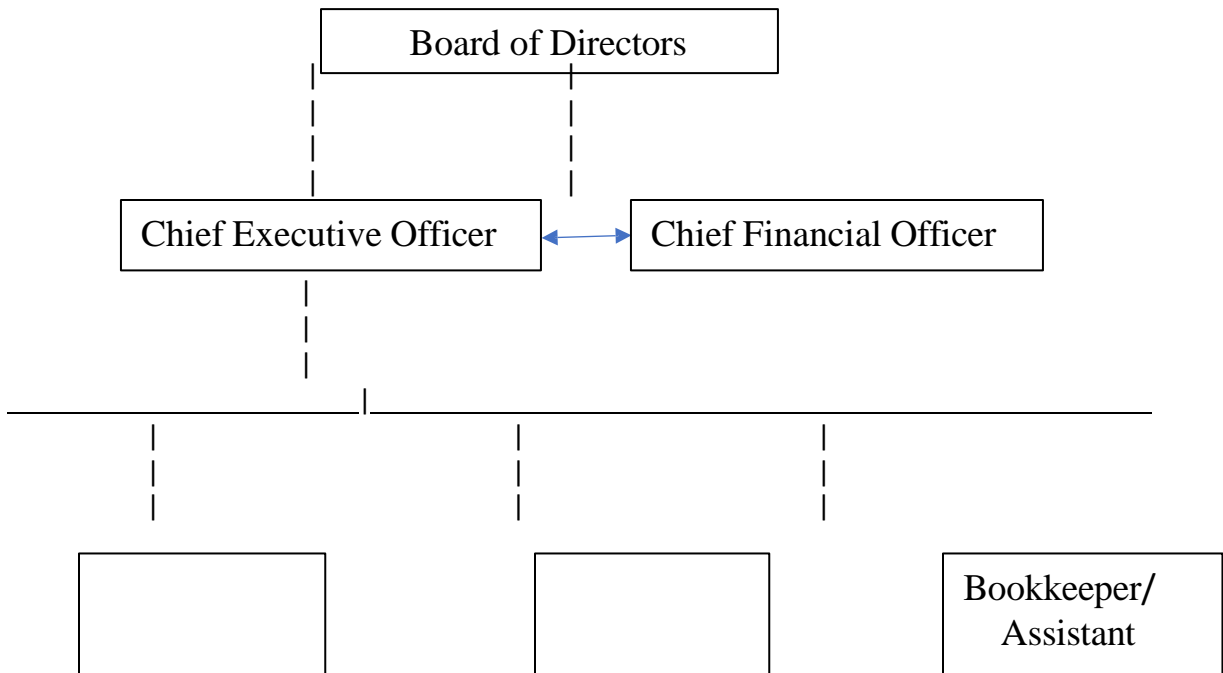 Board of Directors
Chief Executive Officer
Chief Financial Officer
Bookkeeper/
Assistant